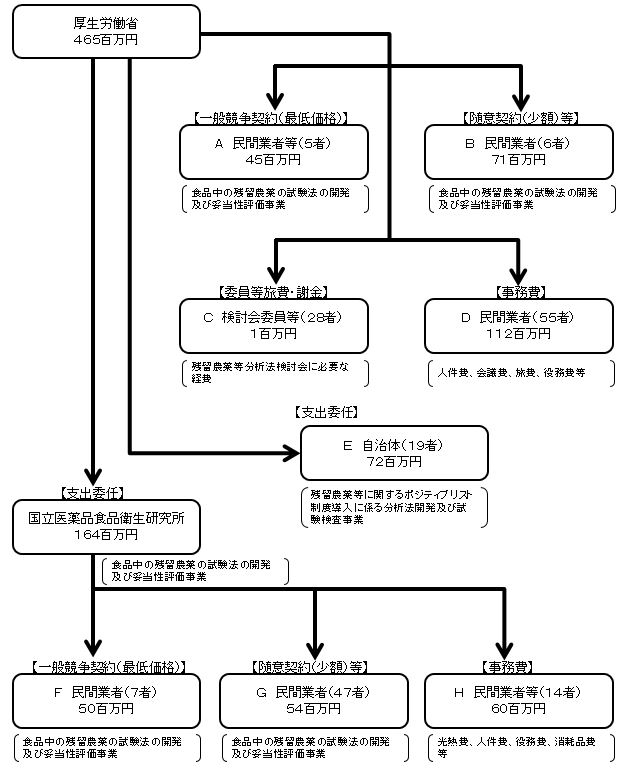 厚生労働省
465百万円
【一般競争契約(最低価格)】
A　民間業者等(5者)
45百万円
食品中の残留農薬の試験法の開発
及び妥当性評価事業
【随意契約(少額)等】
B　民間業者(6者)
71百万円
食品中の残留農薬の試験法の開発
及び妥当性評価事業
【委員等旅費・謝金】
C　検討会委員等(28者)
1百万円
残留農薬等分析法検討会に必要な
経費
【事務費】
D　民間業者(55者)
112百万円
人件費、会議費、旅費、役務費等
【支出委任】
E　自治体(19者)
72百万円
残留農薬等に関するポジティブリスト
制度導入に係る分析法開発及び試
験検査事業
【支出委任】
国立医薬品食品衛生研究所
164百万円
食品中の残留農薬の試験法の開発
及び妥当性評価事業
【一般競争契約(最低価格)】
F　民間業者(7者)
50百万円
食品中の残留農薬の試験法の開発
及び妥当性評価事業
【随意契約(少額)等】
G　民間業者(47者)
54百万円
食品中の残留農薬の試験法の開発
及び妥当性評価事業
【事務費】
H　民間業者等(14者)
60百万円
光熱費、人件費、役務費、消耗品費
等